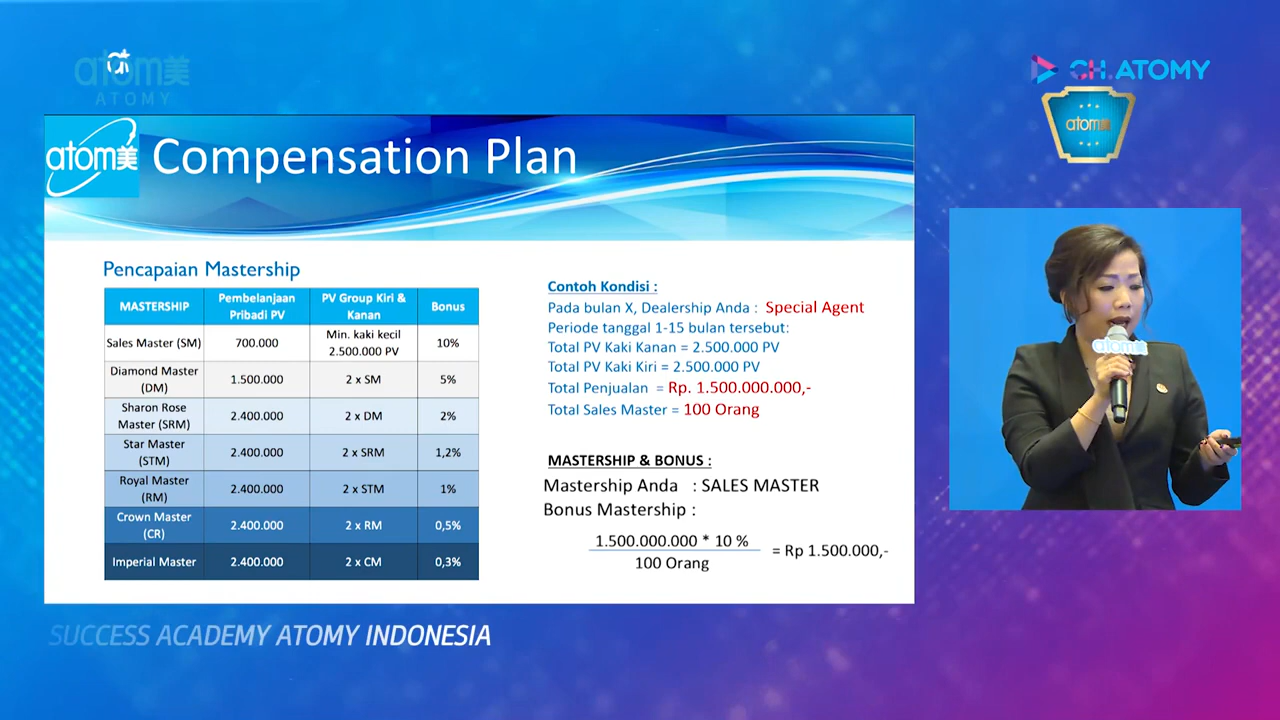 atom美
ATOMY
CH.ATOMY
atom美
atom美
Compensation Plan
Pencapaian Mastership
MASTERSHIP
Pembelanjaan
Pribadi PV
PV Group Kiri &
Kanan
Bonus
Sales Master (SM)
700.000
Min. kaki kecil
2.500.000 PV
10%
Diamond Master
(DM)
1.500.000
2 x SM
5%
Sharon Rose
Master (SRM)
2.400.000
2 x DM
2%
Star Master
(STM)
2.400.000
2 x SRM
1,2%
Royal Master
(RM)
2.400.000
2 x STM
1%
Crown Master
(CR)
2.400.000
2 x RM
0,5%
Imperial Master
2.400.000
2 x CM
0,3%
Contoh Kondisi :
Pada bulan X, Dealership Anda : Special Agent
Periode tanggal 1-15 bulan tersebut:
Total PV Kaki Kanan = 2.500.000 PV
Total PV Kaki Kiri = 2.500.000 PV
Total Penjualan = Rp. 1.500.000.000,-
Total Sales Master = 100 Orang
MASTERSHIP & BONUS :
Mastership Anda : SALES MASTER
Bonus Mastership :
1.500.000.000 * 10 %
100 Orang
= Rp 1.500.000,-
atom美
SUCCESS ACADEMY ATOMY INDONESIA